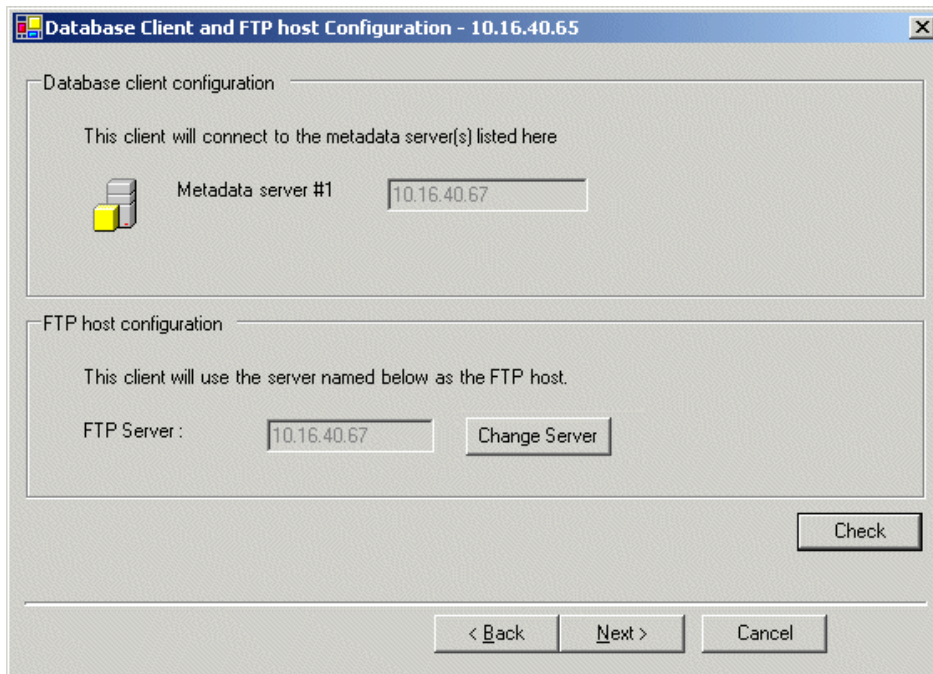 Database Client and FTP host Configuration - 10.16.40.65
Database client configuration
This client will connect to the metadata server(s) listed here
Metadata server #1 10.16.40.67
FTP host configuration
This client will use the server named below as the FTP host.
FTP Server : 10.16.40.67 Change Server
Check
< Back Next > Cancel